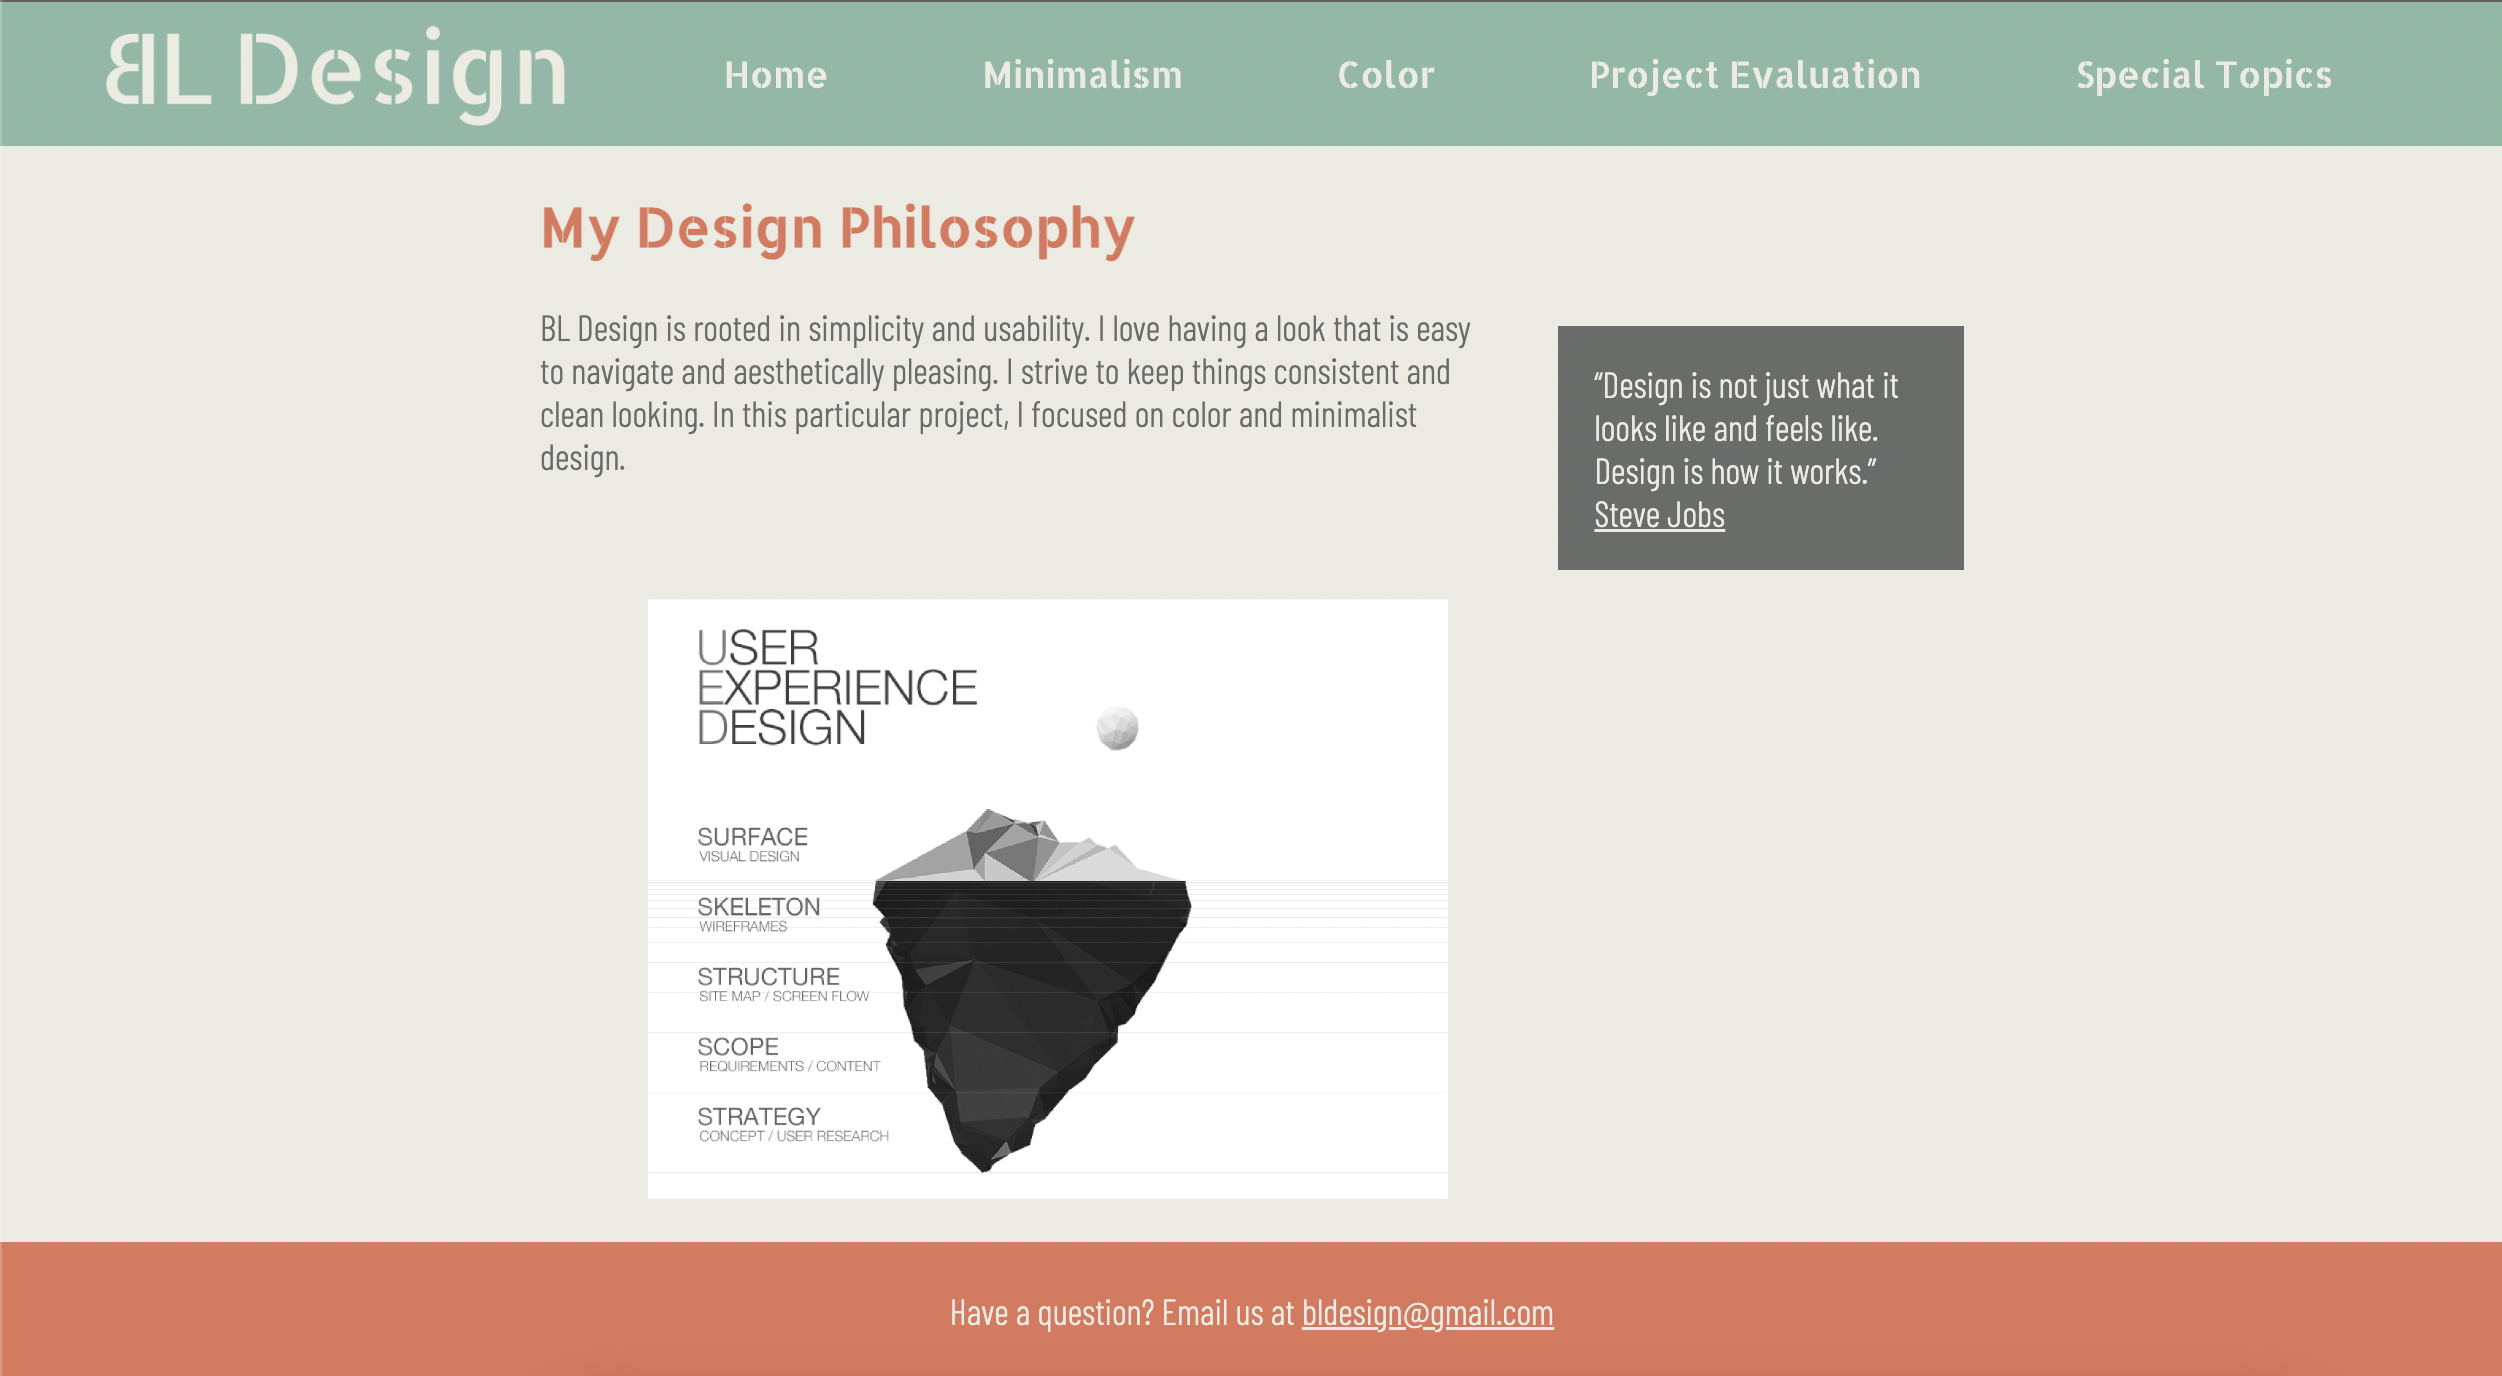 BL Design
Home Minimalism Color Project Evaluation Special Topics
My Design Philosophy
BL Design is rooted in simplicity and usability. I love having a look that is easy
to navigate and aesthetically pleasing. I strive to keep things consistent and
clean looking. In this particular project, I focused on color and minimalist
design.
“Design is not just what it
looks like and feels like.
Design is how it works.”
Steve Jobs
USER
EXPERIENCE
DESIGN
SURFACE
VISUAL DESIGN
SKELETON
WIREFRAMES
STRUCTURE
SITE MAP / SCREEN FLOW
SCOPE
REQUIREMENTS / CONTENT
STRATEGY
CONCEPT / USER RESEARCH
Have a question? Email us at bldesign@gmail.com